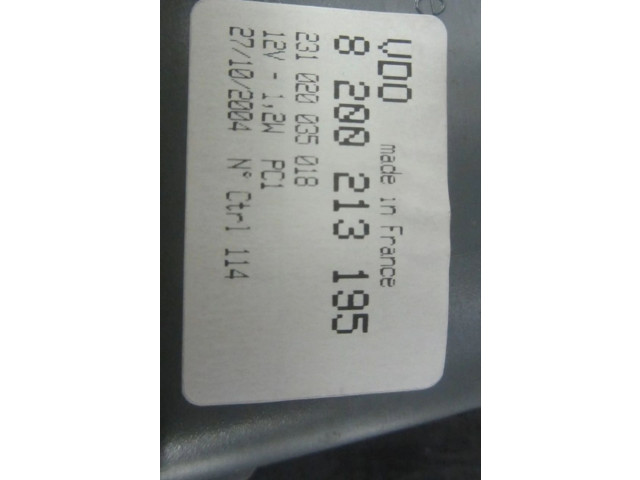 VDO made in France
8 200 213 195
231 020 035 018
12V - 1,2W PC1
27/10/2004 N° Ctrl 114